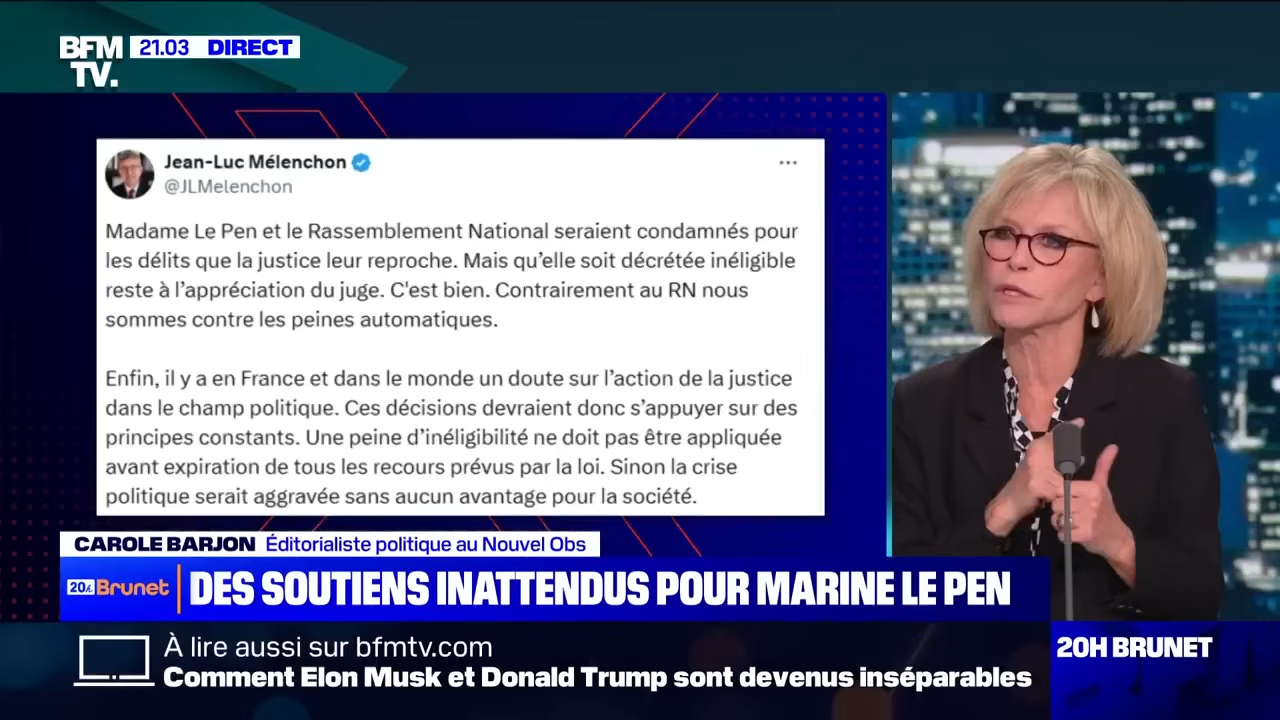 BFM
TV.
21.03 DIRECT
Jean-Luc Mélenchon
@JLMelenchon
Madame Le Pen et le Rassemblement National seraient condamnés pour
les délits que la justice leur reproche. Mais qu’elle soit décrétée inéligible
reste à l’appréciation du juge. C'est bien. Contrairement au RN nous
sommes contre les peines automatiques.
Enfin, il y a en France et dans le monde un doute sur l’action de la justice
dans le champ politique. Ces décisions devraient donc s’appuyer sur des
principes constants. Une peine d’inéligibilité ne doit pas être appliquée
avant expiration de tous les recours prévus par la loi. Sinon la crise
politique serait aggravée sans aucun avantage pour la société.
CAROLE BARJON Éditorialiste politique au Nouvel Obs
20h Brunet DES SOUTIENS INATTENDUS POUR MARINE LE PEN
À lire aussi sur bfmtv.com
Comment Elon Musk et Donald Trump sont devenus inséparables
20H BRUNET